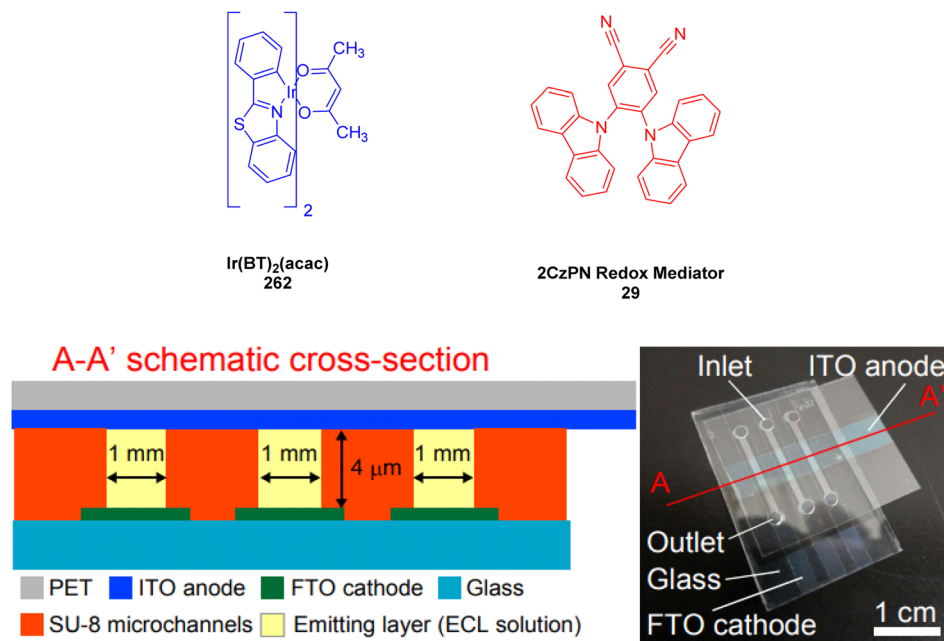 N
N
CH₃
O
Ir
N
O
S
CH₃
2
N
N
Ir(BT)₂(acac)
262
2CzPN Redox Mediator
29
A-A' schematic cross-section
1 mm
1 mm
4 μm
1 mm
PET
ITO anode
FTO cathode
Glass
SU-8 microchannels
Emitting layer (ECL solution)
Inlet
ITO anode
A'
A
Outlet
Glass
FTO cathode
1 cm